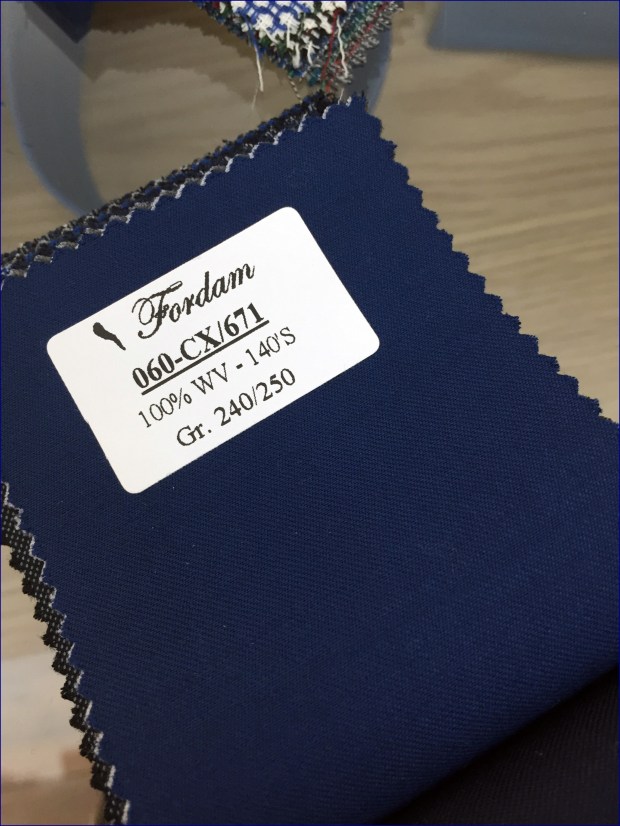 Fordam
060-CX/671
100% WV - 140'S
Gr. 240/250